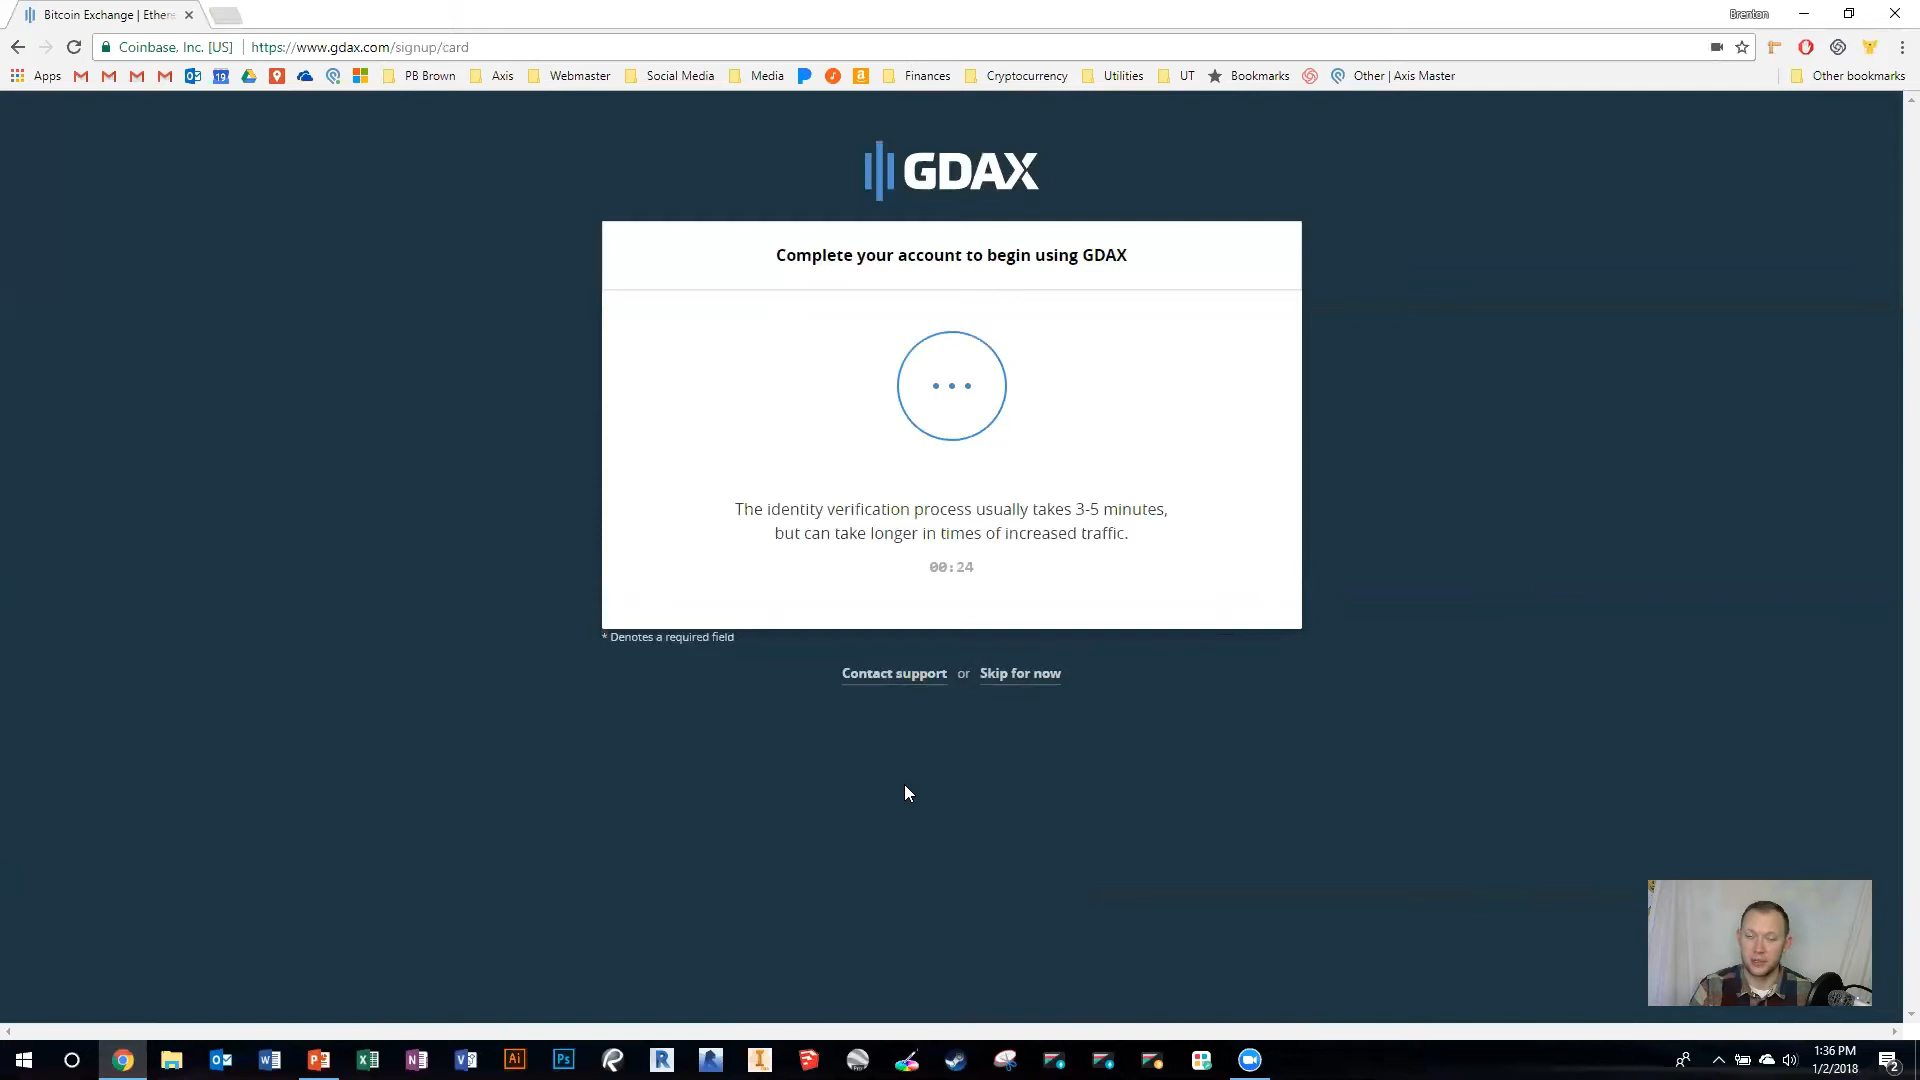 Bitcoin Exchange | Ethere
Brenton
Coinbase, Inc. [US]
https://www.gdax.com/signup/card
Apps
19
PB Brown
Axis
Webmaster
Social Media
Media
Finances
Cryptocurrency
Utilities
UT
Bookmarks
Other | Axis Master
Other bookmarks
GDAX
Complete your account to begin using GDAX
The identity verification process usually takes 3-5 minutes,
but can take longer in times of increased traffic.
00:24
* Denotes a required field
Contact support or Skip for now
1:36 PM
1/2/2018
2